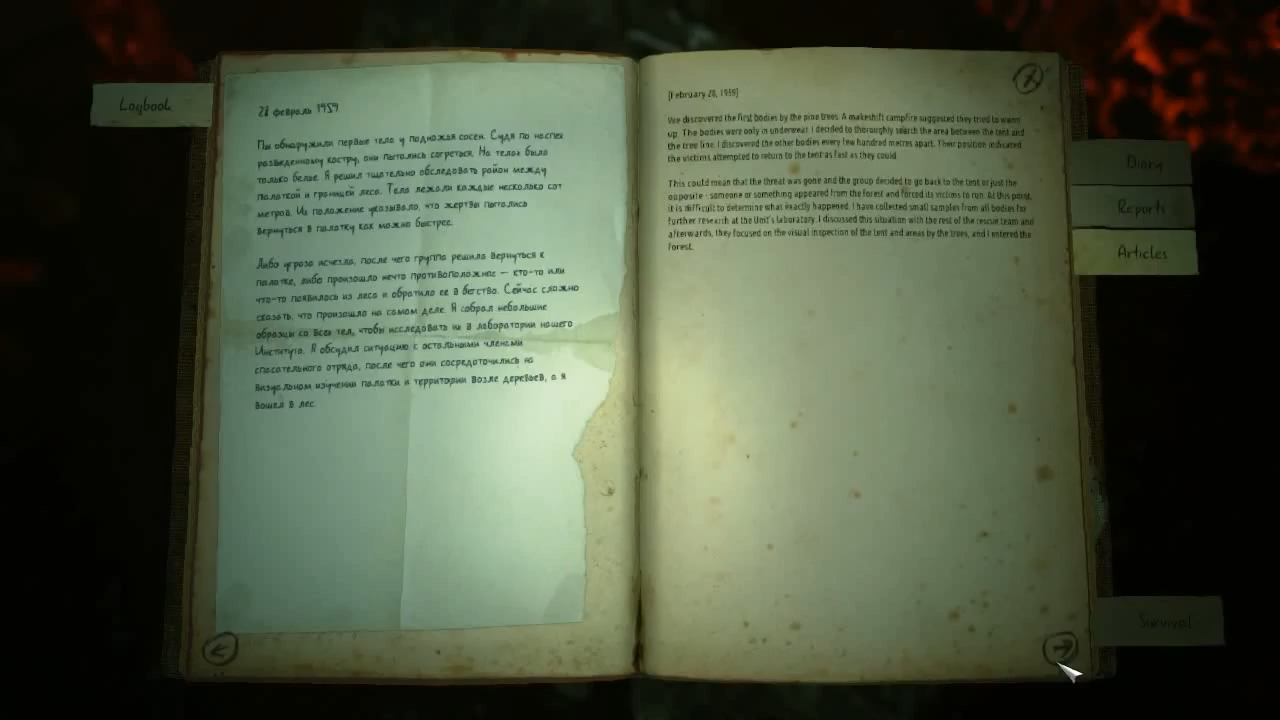 Logbook
28 февраль 1959
Мы обнаружили первые тела у подножия сосен. Судя по наспех
разведенному костру, они пытались согреться. На телах было
только белье. Я решил тщательно обследовать район между
палаткой и границей леса. Тела лежали каждые несколько сот
метров. Их положение указывало, что жертвы пытались
вернуться в палатку как можно быстрее.
Либо угроза исчезла, после чего группа решила вернуться к
палатке, либо произошло нечто противоположное — кто-то или
что-то появилось из леса и обратило ее в бегство. Сейчас сложно
сказать, что произошло на самом деле. Я собрал небольшие
образцы со всех тел, чтобы исследовать их в лаборатории нашего
Института. Я обсудил ситуацию с остальными членами
спасательного отряда, после чего они сосредоточились на
визуальном изучении палатки и территории возле деревьев, а я
вошел в лес.
[February 28, 1959]
We discovered the first bodies by the pine trees. A makeshift campfire suggested they tried to warm
up. The bodies were only in underwear. I decided to thoroughly search the area between the tent and
the tree line. I discovered the other bodies every few hundred metres apart. Their position indicated
the victims attempted to return to the tent as fast as they could.
This could mean that the threat was gone and the group decided to go back to the tent or just the
opposite - someone or something appeared from the forest and forced its victims to run. At this point,
it is difficult to determine what exactly happened. I have collected small samples from all bodies for
further research at the Unit's laboratory. I discussed this situation with the rest of the rescue team and
afterwards, they focused on the visual inspection of the tent and areas by the trees, and I entered the
forest.
Diary
Reports
Articles
Survival